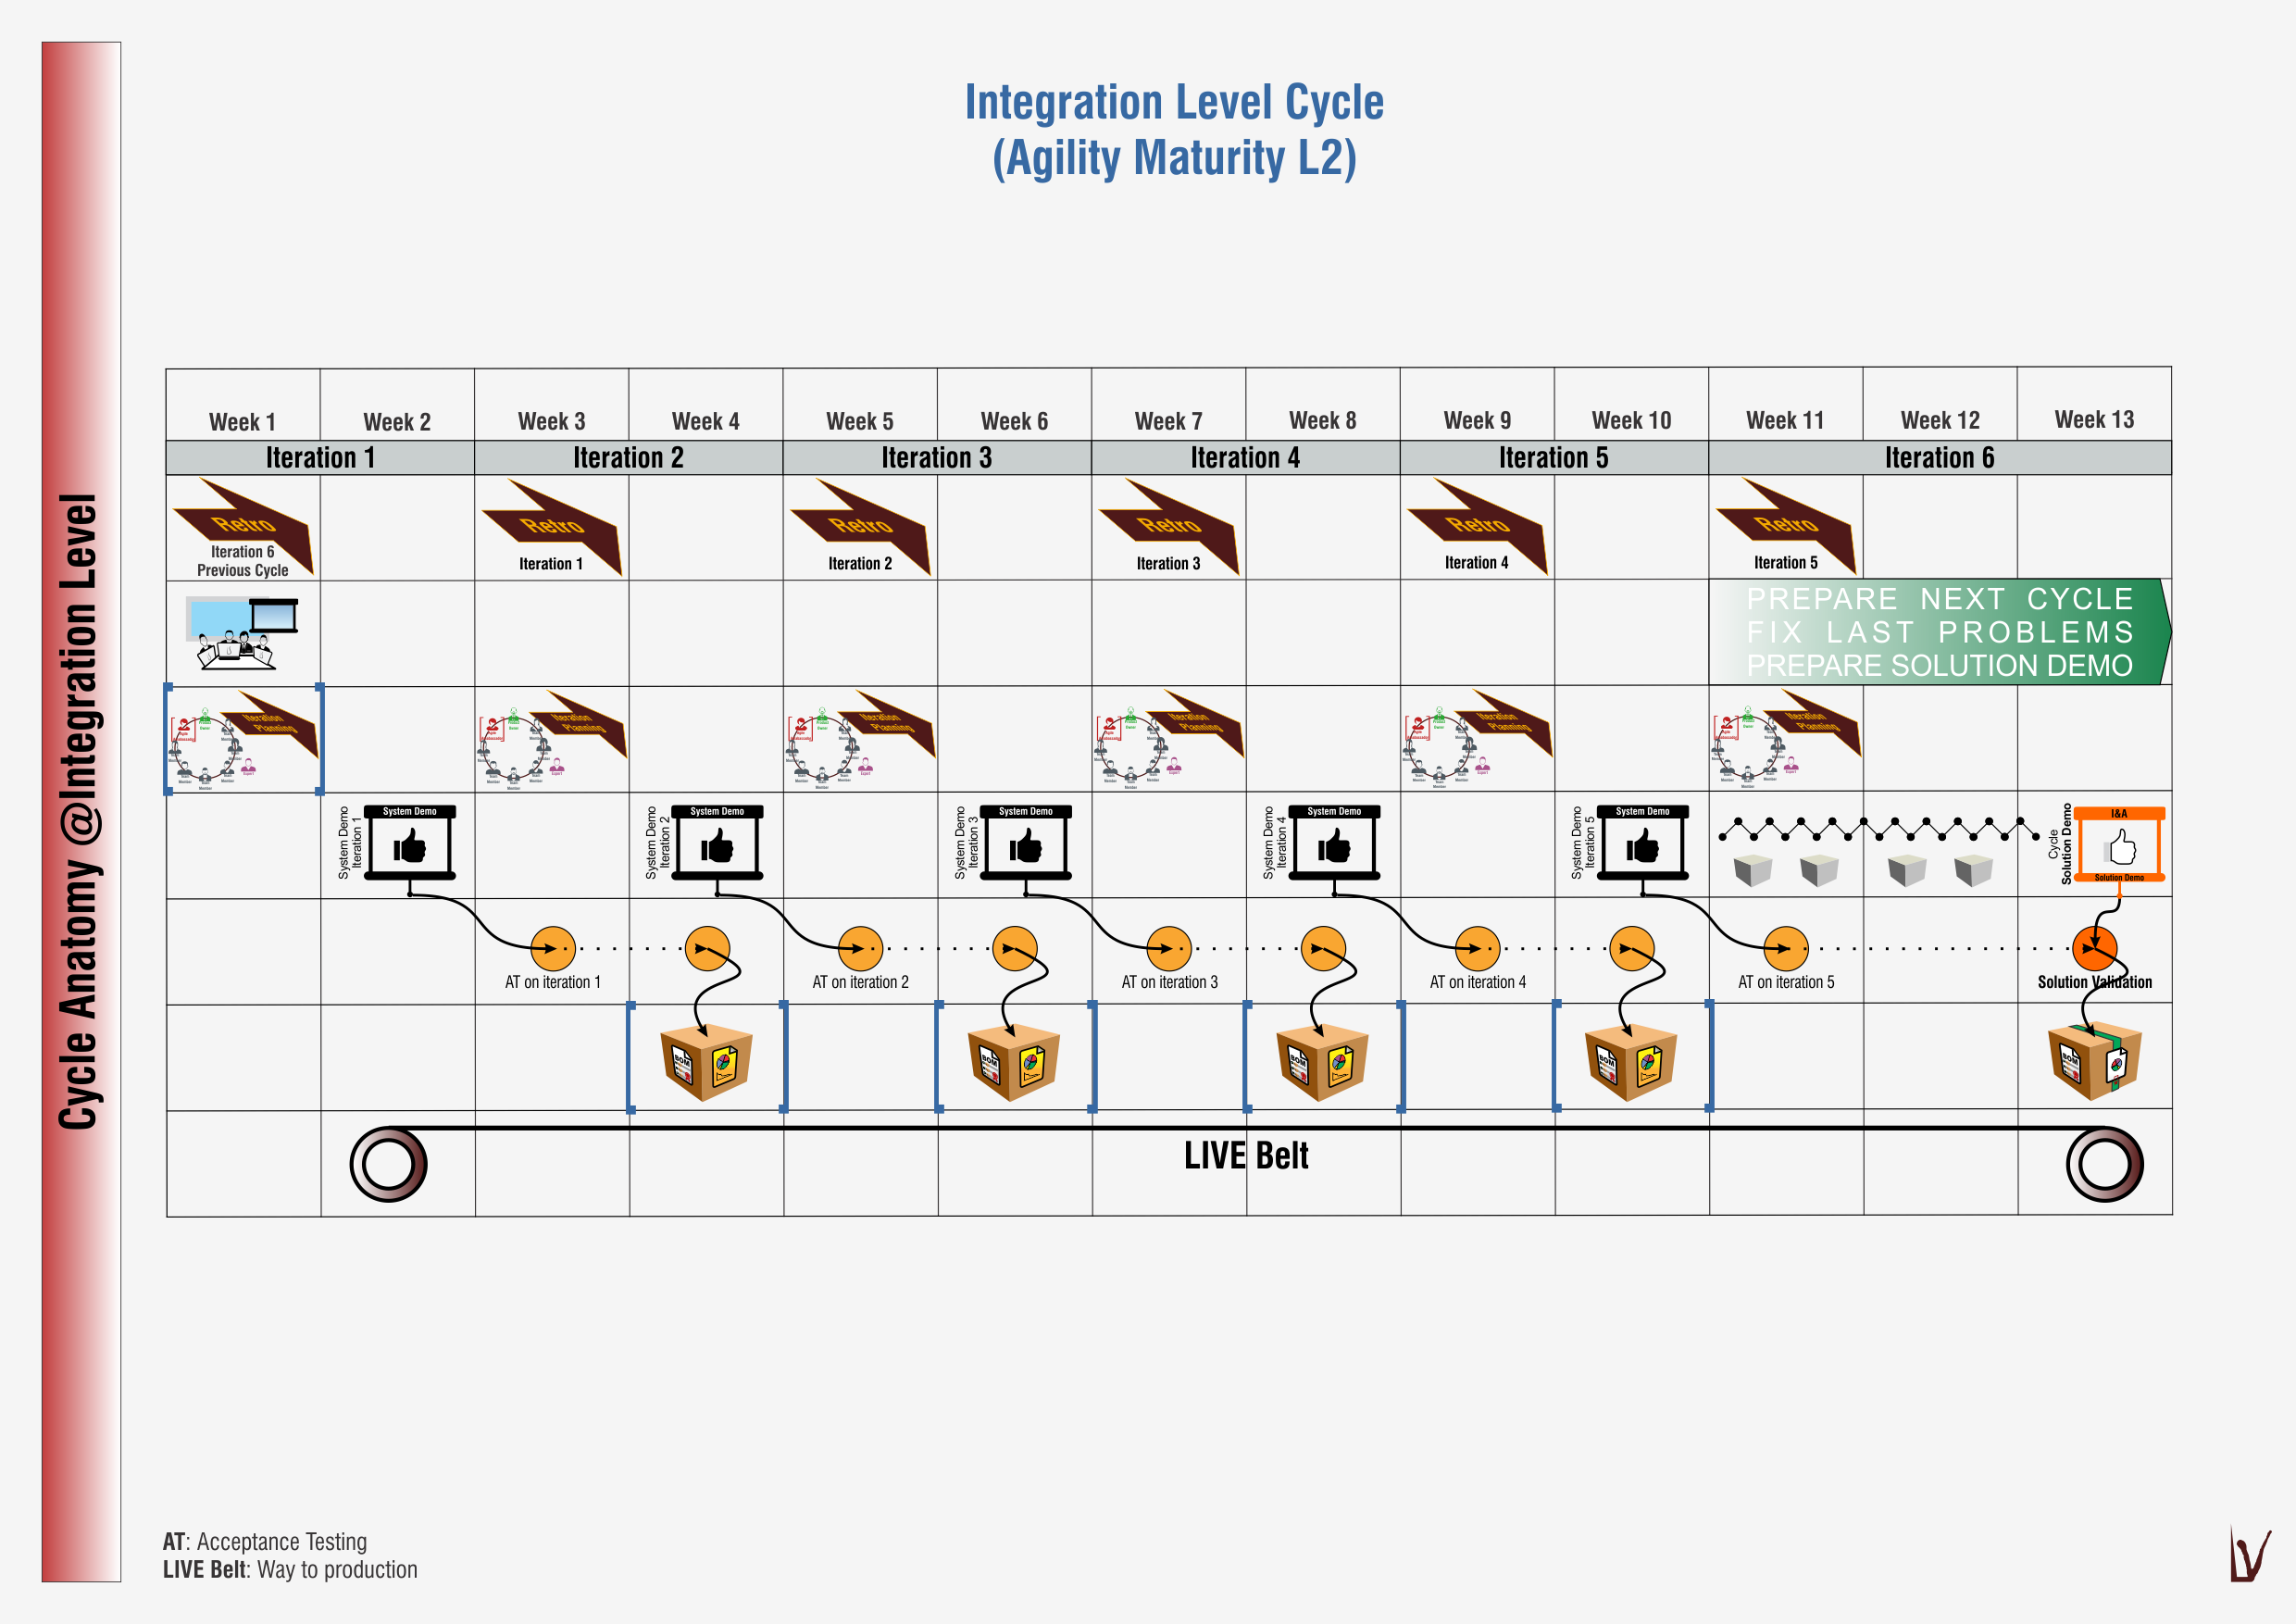 Integration Level Cycle
(Agility Maturity L2)
Cycle Anatomy @Integration Level
Week 1 Week 2 Week 3 Week 4 Week 5 Week 6 Week 7 Week 8 Week 9 Week 10 Week 11 Week 12 Week 13
Iteration 1 Iteration 2 Iteration 3 Iteration 4 Iteration 5 Iteration 6
Retro Retro Retro Retro Retro Retro
Iteration 6
Previous Cycle
Iteration 1 Iteration 2 Iteration 3 Iteration 4 Iteration 5
PREPARE NEXT CYCLE
FIX LAST PROBLEMS
PREPARE SOLUTION DEMO
Iteration
Planning
Iteration
Planning
Iteration
Planning
Iteration
Planning
Iteration
Planning
Iteration
Planning
System Demo
Iteration 1
System Demo
System Demo
Iteration 2
System Demo
System Demo
Iteration 3
System Demo
System Demo
Iteration 4
System Demo
System Demo
Iteration 5
System Demo
Cycle
Solution Demo
I&A
Solution Demo
AT on iteration 1 AT on iteration 2 AT on iteration 3 AT on iteration 4 AT on iteration 5 Solution Validation
BOM BOM BOM BOM BOM
LIVE Belt
AT: Acceptance Testing
LIVE Belt: Way to production